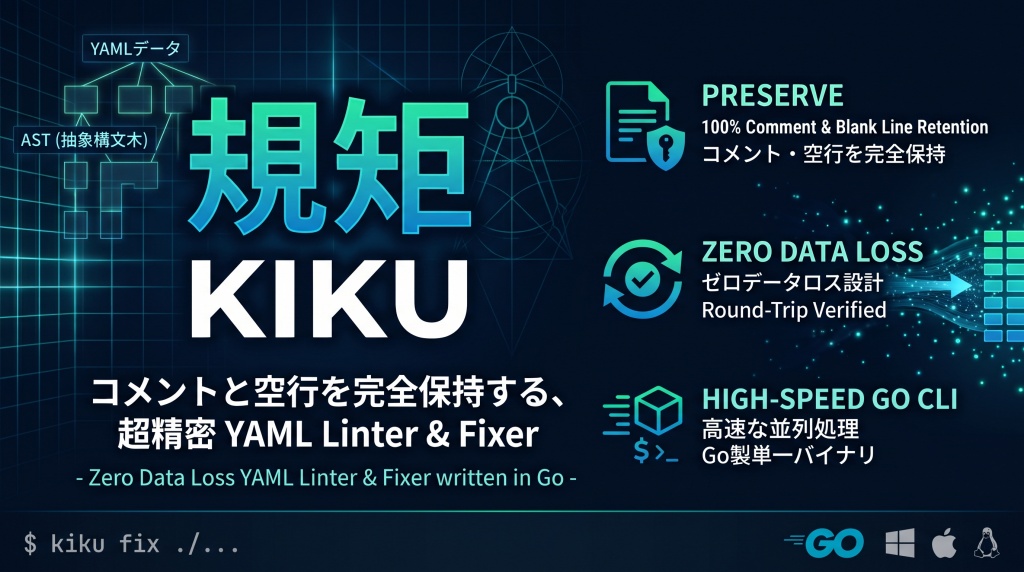 YAMLデータ
AST (抽象構文木)
規矩
KIKU
コメントと空行を完全保持する、
超精密 YAML Linter & Fixer
- Zero Data Loss YAML Linter & Fixer written in Go -
PRESERVE
100% Comment & Blank Line Retention
コメント・空行を完全保持
ZERO DATA LOSS
ゼロデータロス設計
Round-Trip Verified
HIGH-SPEED GO CLI
高速な並列処理
Go製単一バイナリ
$ >_
$ kiku fix ./...
GO